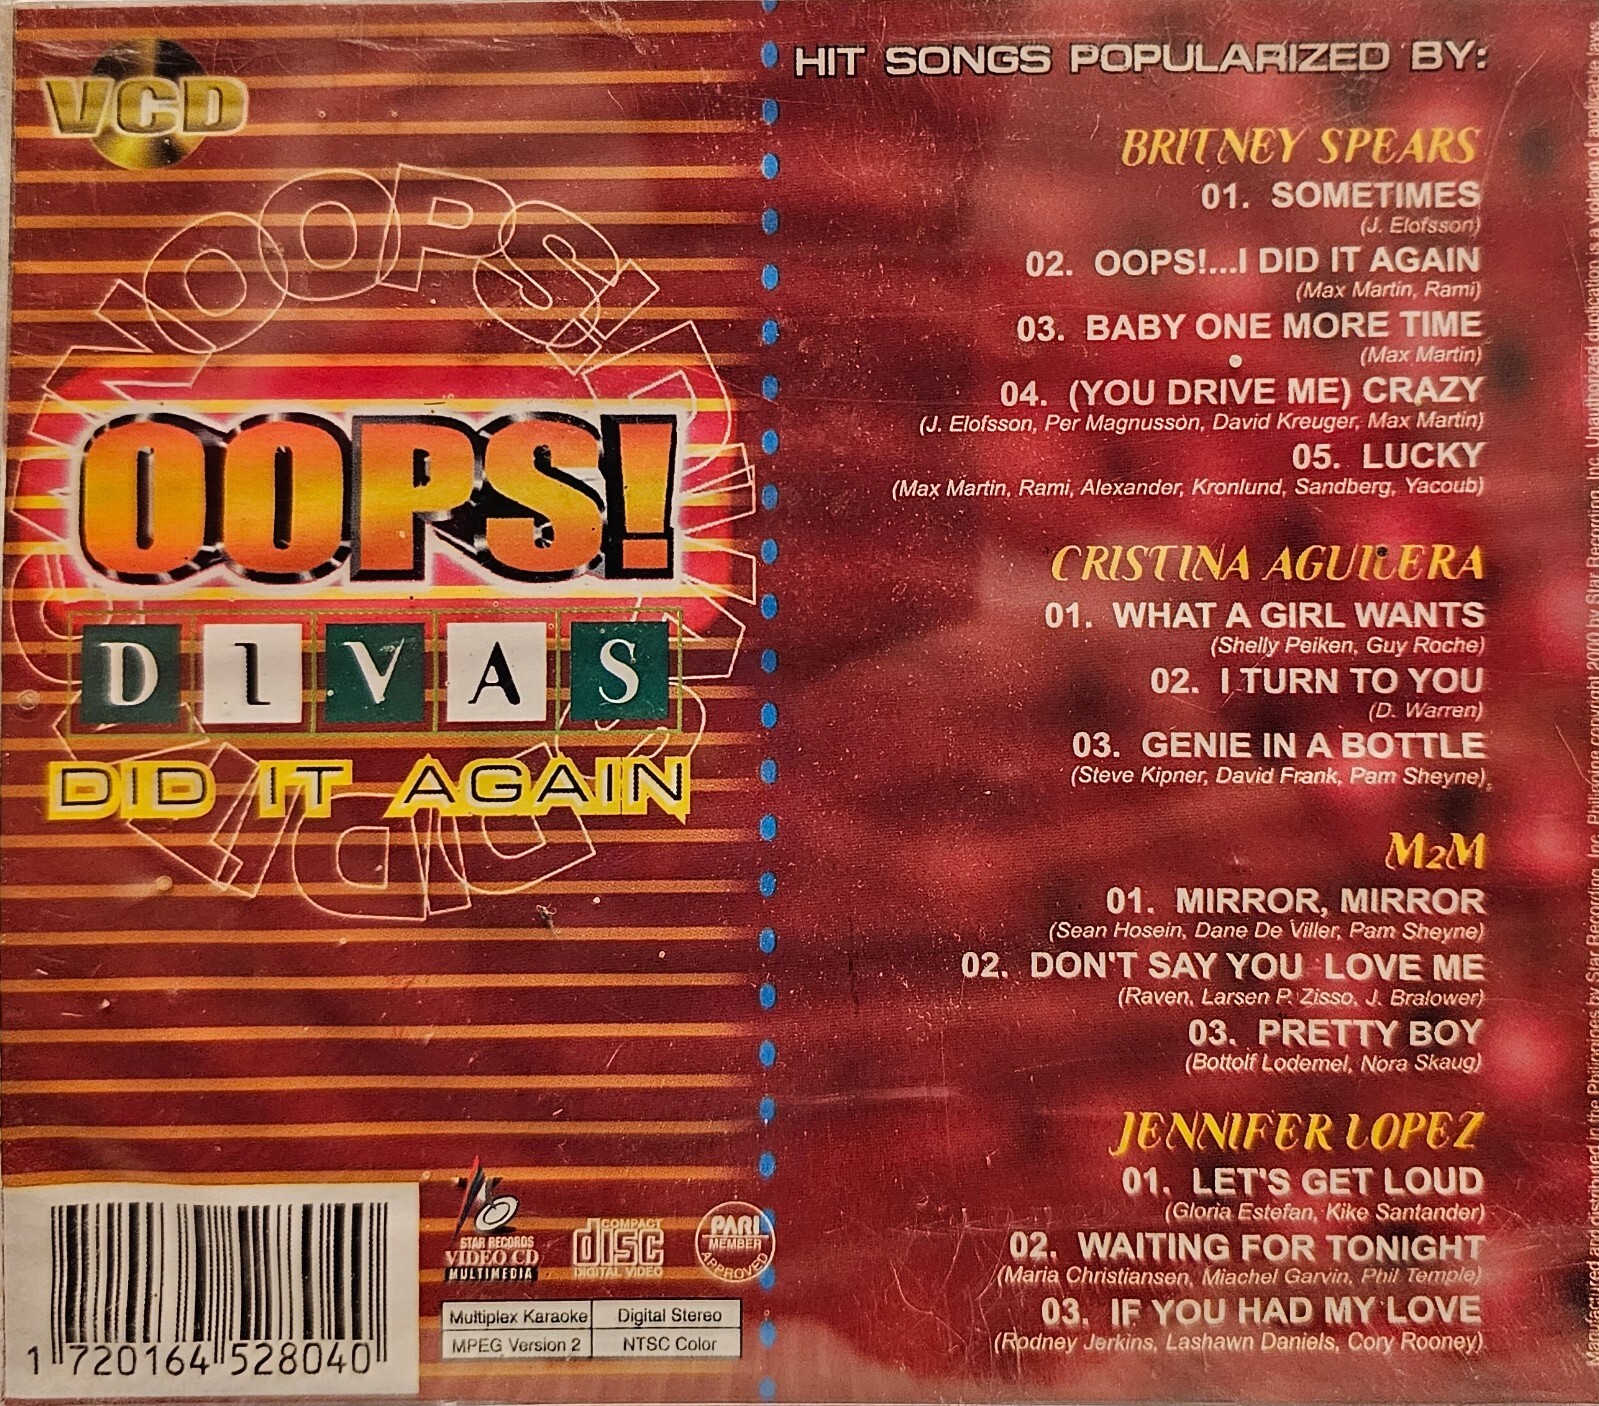 VCD
OOPS!
DIVAS
DID IT AGAIN
HIT SONGS POPULARIZED BY:
BRITNEY SPEARS
01. SOMETIMES
(J. Elofsson)
02. OOPS!...I DID IT AGAIN
(Max Martin, Rami)
03. BABY ONE MORE TIME
(Max Martin)
04. (YOU DRIVE ME) CRAZY
(J. Elofsson, Per Magnusson, David Kreuger, Max Martin)
05. LUCKY
(Max Martin, Rami, Alexander, Kronlund, Sandberg, Yacoub)
CRISTINA AGUILERA
01. WHAT A GIRL WANTS
(Shelly Peiken, Guy Roche)
02. I TURN TO YOU
(D. Warren)
03. GENIE IN A BOTTLE
(Steve Kipner, David Frank, Pam Sheyne)
M2M
01. MIRROR, MIRROR
(Sean Hosein, Dane De Viller, Pam Sheyne)
02. DON'T SAY YOU LOVE ME
(Raven, Larsen P. Zisso, J. Bralower)
03. PRETTY BOY
(Bottolf Lodemel, Nora Skaug)
JENNIFER LOPEZ
01. LET'S GET LOUD
(Gloria Estefan, Kike Santander)
02. WAITING FOR TONIGHT
(Maria Christiansen, Miachel Garvin, Phil Temple)
03. IF YOU HAD MY LOVE
(Rodney Jerkins, Lashawn Daniels, Cory Rooney)
1 720164 528040
STAR RECORDS
VIDEO CD
MULTIMEDIA
COMPACT
disc
DIGITAL VIDEO
PARI
MEMBER
APPROVED
Multiplex Karaoke Digital Stereo
MPEG Version 2 NTSC Color
Manufactured and distributed in the Philippines by Star Recording, Inc. Philippine copyright 2000 by Star Recording, Inc. Unauthorized duplication is a violation of applicable laws